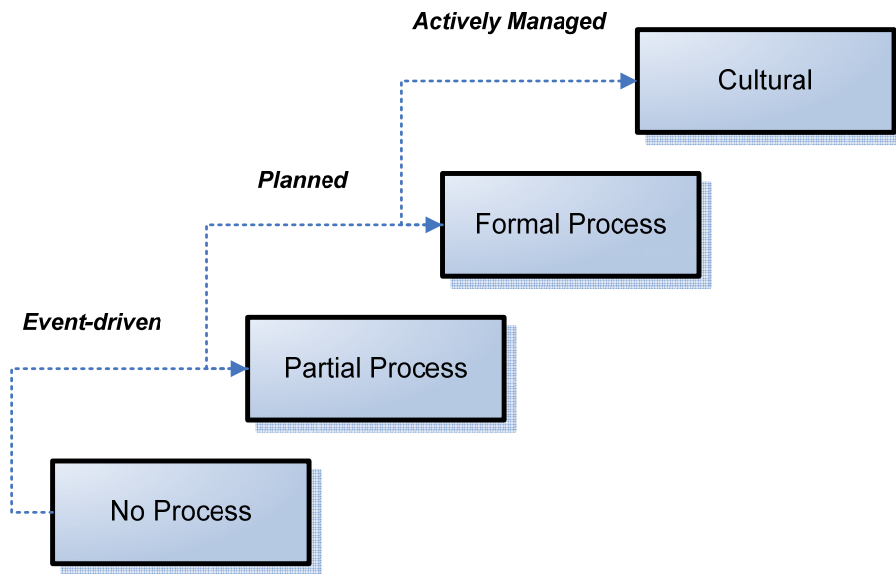 Actively Managed
Cultural
Planned
Formal Process
Event-driven
Partial Process
No Process